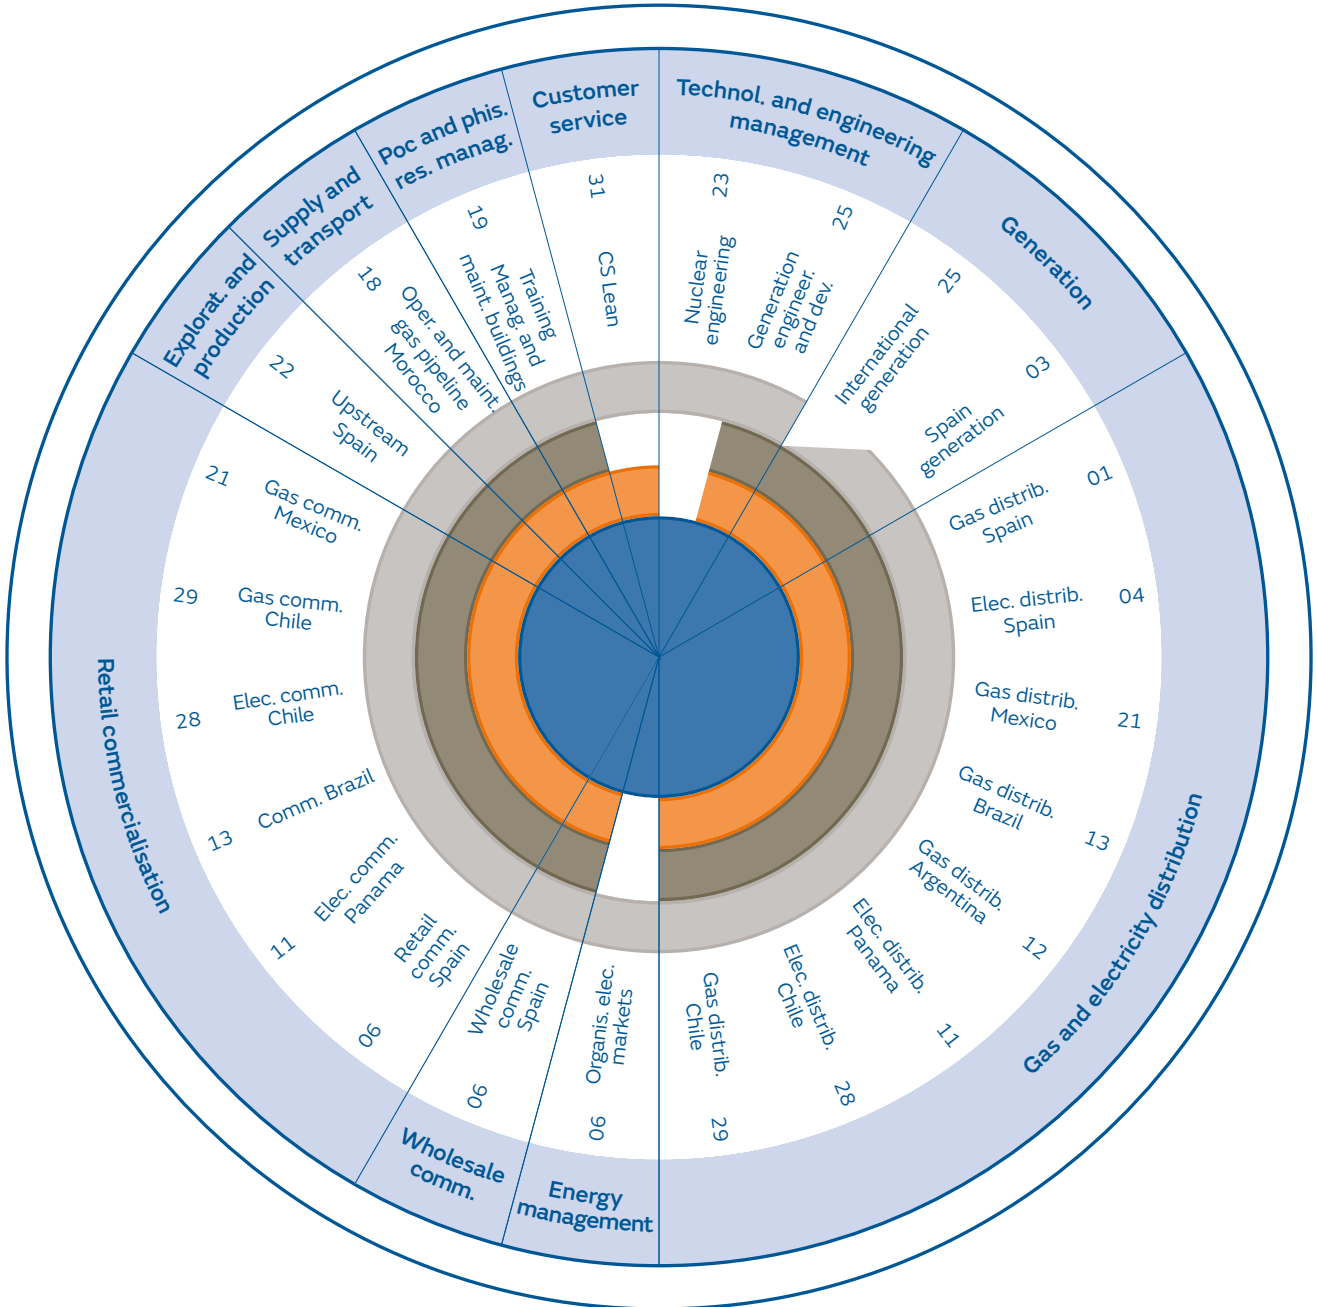 Technol. and engineering
management
23
Nuclear
engineering
25
Generation
engineer.
and dev.
Generation
25
International
generation
03
Spain
generation
Gas and electricity distribution
01
Gas distrib.
Spain
04
Elec. distrib.
Spain
21
Gas distrib.
Mexico
13
Gas distrib.
Brazil
12
Gas distrib.
Argentina
11
Elec. distrib.
Panama
28
Elec. distrib.
Chile
29
Gas distrib.
Chile
Energy
management
06
Organis. elec.
markets
Wholesale
comm.
06
Wholesale
comm.
Spain
Retail commercialisation
06
Retail
comm.
Spain
11
Elec. comm.
Panama
13
Comm. Brazil
28
Elec. comm.
Chile
29
Gas comm.
Chile
21
Gas comm.
Mexico
Explorat. and
production
22
Upstream
Spain
Supply and
transport
18
Oper. and maint.
gas pipeline
Morocco
Poc and phis.
res. manag.
19
Training
Manag. and
maint. buildings
Customer
service
31
CS Lean